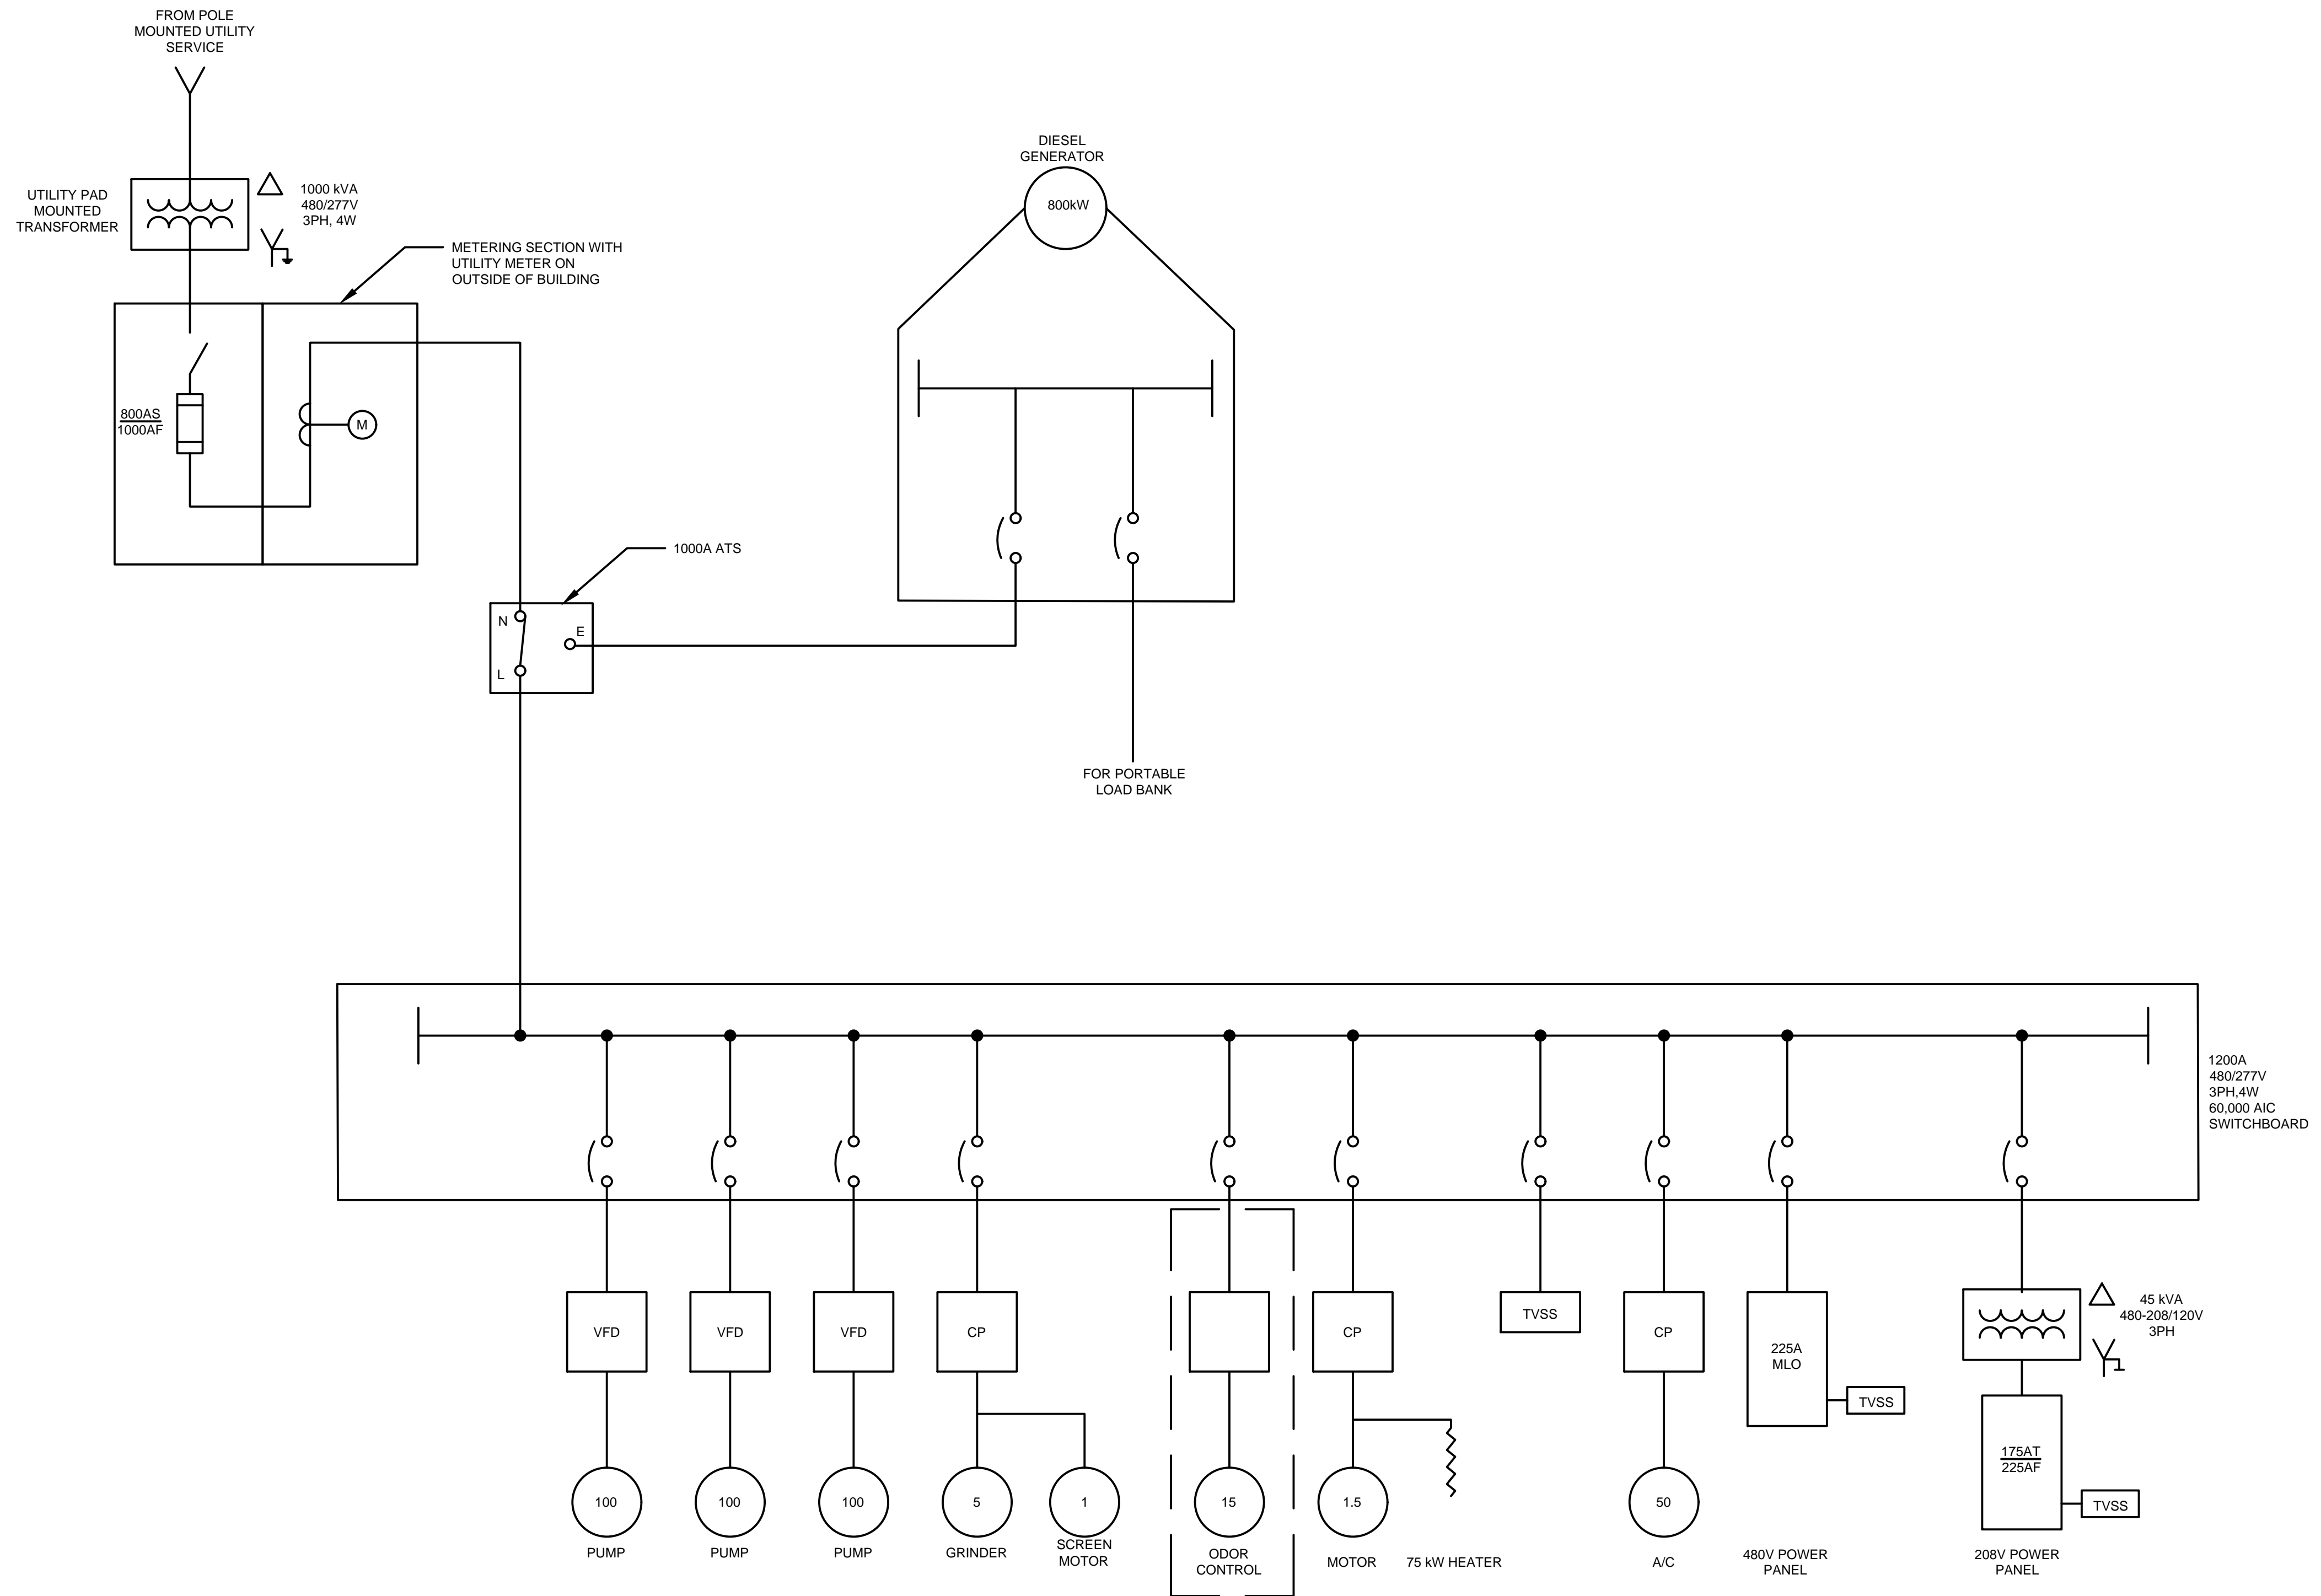 FROM POLE
MOUNTED UTILITY
SERVICE
UTILITY PAD
MOUNTED
TRANSFORMER
1000 kVA
480/277V
3PH, 4W
METERING SECTION WITH
UTILITY METER ON
OUTSIDE OF BUILDING
800AS
1000AF
M
DIESEL
GENERATOR
800kW
1000A ATS
N
E
L
FOR PORTABLE
LOAD BANK
1200A
480/277V
3PH,4W
60,000 AIC
SWITCHBOARD
VFD
VFD
VFD
CP
CP
TVSS
CP
225A
MLO
TVSS
45 kVA
480-208/120V
3PH
175AT
225AF
TVSS
100
100
100
5
1
15
1.5
50
PUMP
PUMP
PUMP
GRINDER
SCREEN
MOTOR
ODOR
CONTROL
MOTOR
75 kW HEATER
A/C
480V POWER
PANEL
208V POWER
PANEL